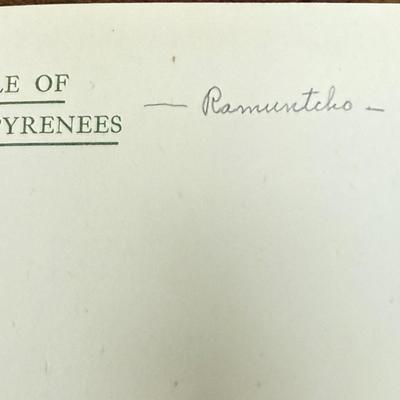 LE OF
PYRENEES
— Ramuntcho —